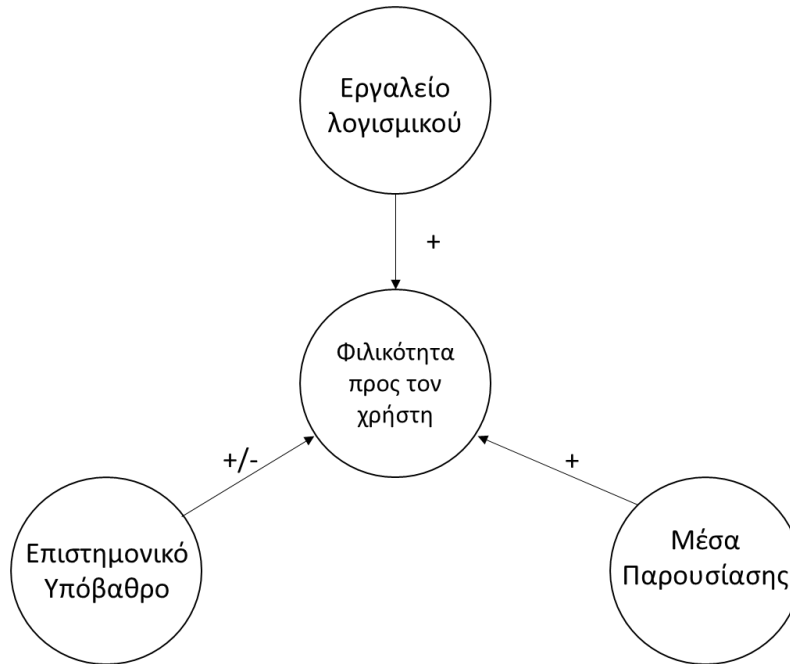 Εργαλείο
λογισμικού
+
Φιλικότητα
προς τον
χρήστη
+/-
+
Επιστημονικό
Υπόβαθρο
Μέσα
Παρουσίασης